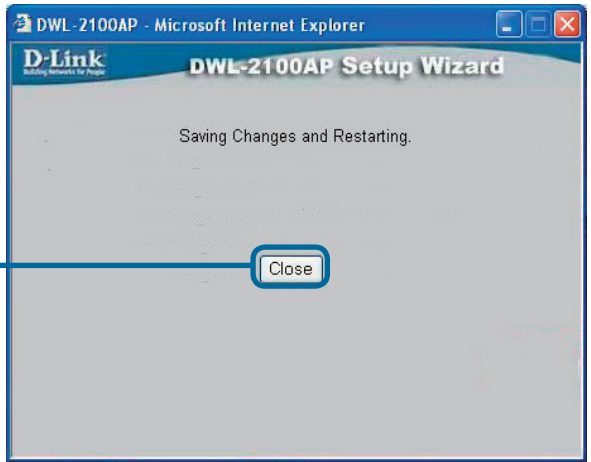 DWL-2100AP - Microsoft Internet Explorer
D-Link
Building Networks for People
DWL-2100AP Setup Wizard
Saving Changes and Restarting.
Close